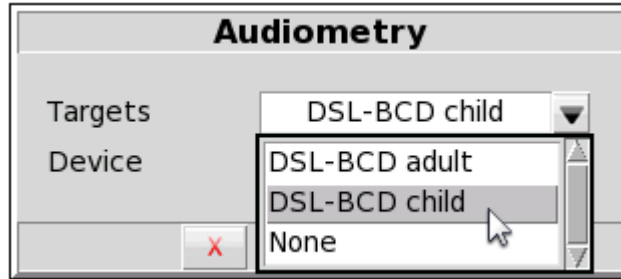 Audiometry
Targets DSL-BCD child
Device DSL-BCD adult
DSL-BCD child
X None